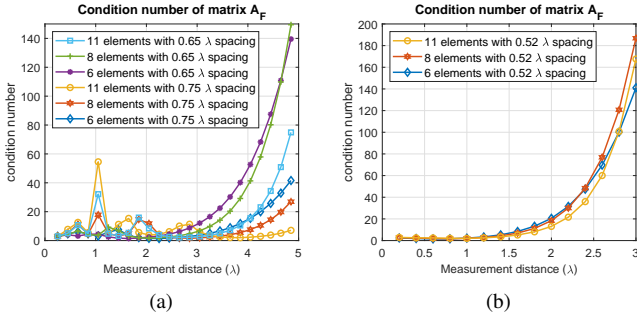 Condition number of matrix A_F
11 elements with 0.65 λ spacing
8 elements with 0.65 λ spacing
6 elements with 0.65 λ spacing
11 elements with 0.75 λ spacing
8 elements with 0.75 λ spacing
6 elements with 0.75 λ spacing
condition number
140
120
100
80
60
40
20
0
0 1 2 3 4 5
Measurement distance (λ)
(a)
Condition number of matrix A_F
11 elements with 0.52 λ spacing
8 elements with 0.52 λ spacing
6 elements with 0.52 λ spacing
condition number
200
180
160
140
120
100
80
60
40
20
0
0 0.5 1 1.5 2 2.5 3
Measurement distance (λ)
(b)